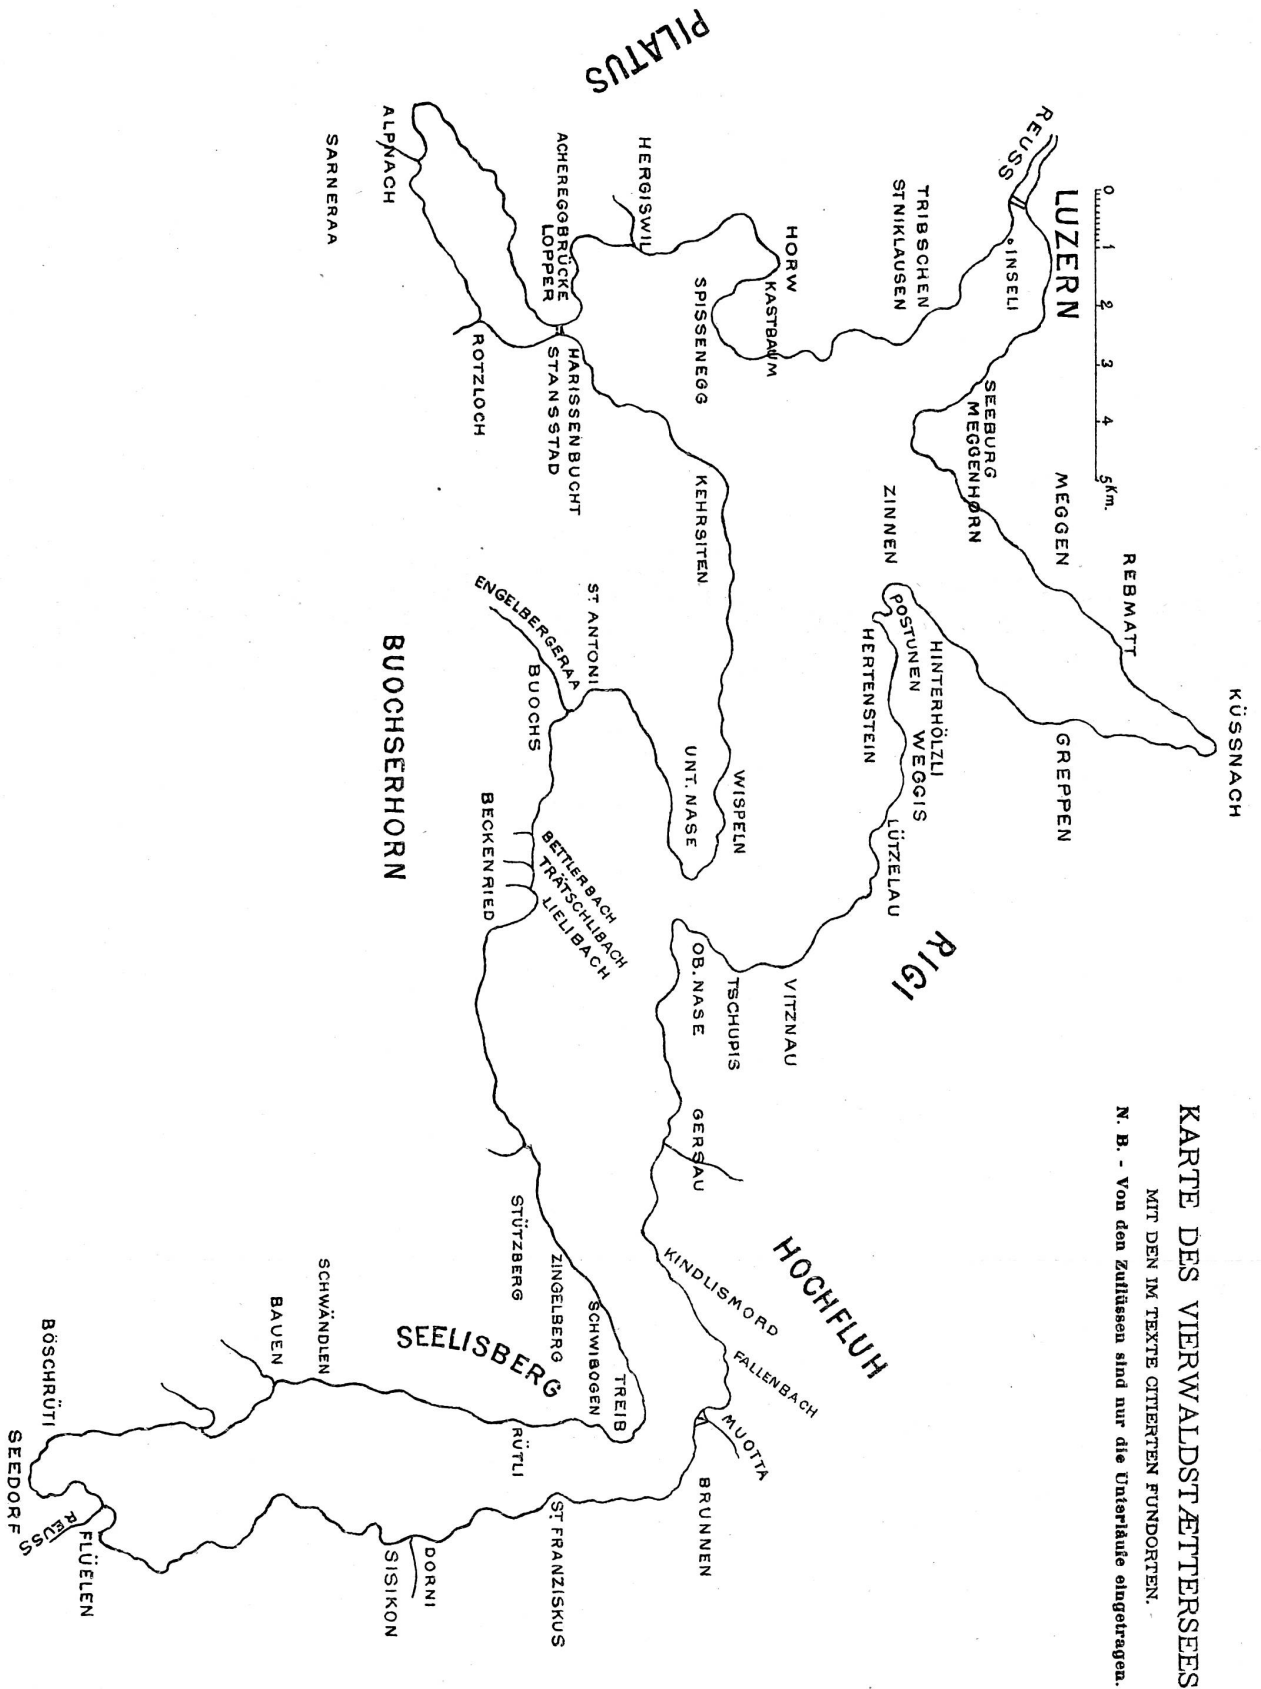 KARTE DES VIERWALDSTÆTTERSEES
MIT DEN IM TEXTE CITIERTEN FUNDORTEN.
N. B. - Von den Zuflüssen sind nur die Unterläufe eingetragen.
KÜSSNACH
REBMATT
0 1 2 3 4 5 Km.
LUZERN
REUSS
MEGGEN
GREPPEN
INSELI
SEEBURG
MEGGENHORN
TRIBSCHEN
ST NIKLAUSEN
ZINNEN
POSTUNEN
HINTERHÖLZLI
WEGGIS
HERTENSTEIN
LÜTZELAU
RIGI
HORW
KASTBAUM
VITZNAU
TSCHUPIS
WISPELN
HOCHFLUH
PILATUS
SPISSENEGG
KEHRSITEN
UNT. NASE
OB. NASE
GERSAU
KINDLISMORD
FALLENBACH
MUOTTA
BRUNNEN
HERGISWIL
ACHEREGGBRÜCKE
LOPPER
HARISSENBUCHT
STANSSTAD
ST. ANTONI
ENGELBERGERAA
BUOCHS
BETTLERBACH
TRÄTSCHLIBACH
LIELIBACH
BECKENRIED
STÜTZBERG
ZINGELBERG
SCHWIBOGEN
TREIB
ROTZLOCH
ALPNACH
SARNERAA
BUOCHSERHORN
SEELISBERG
RÜTLI
ST. FRANZISKUS
SCHWÄNDLEN
BAUEN
DORNI
SISIKON
BÖSCHRÜTI
SEEDORF
REUSS
FLÜELEN